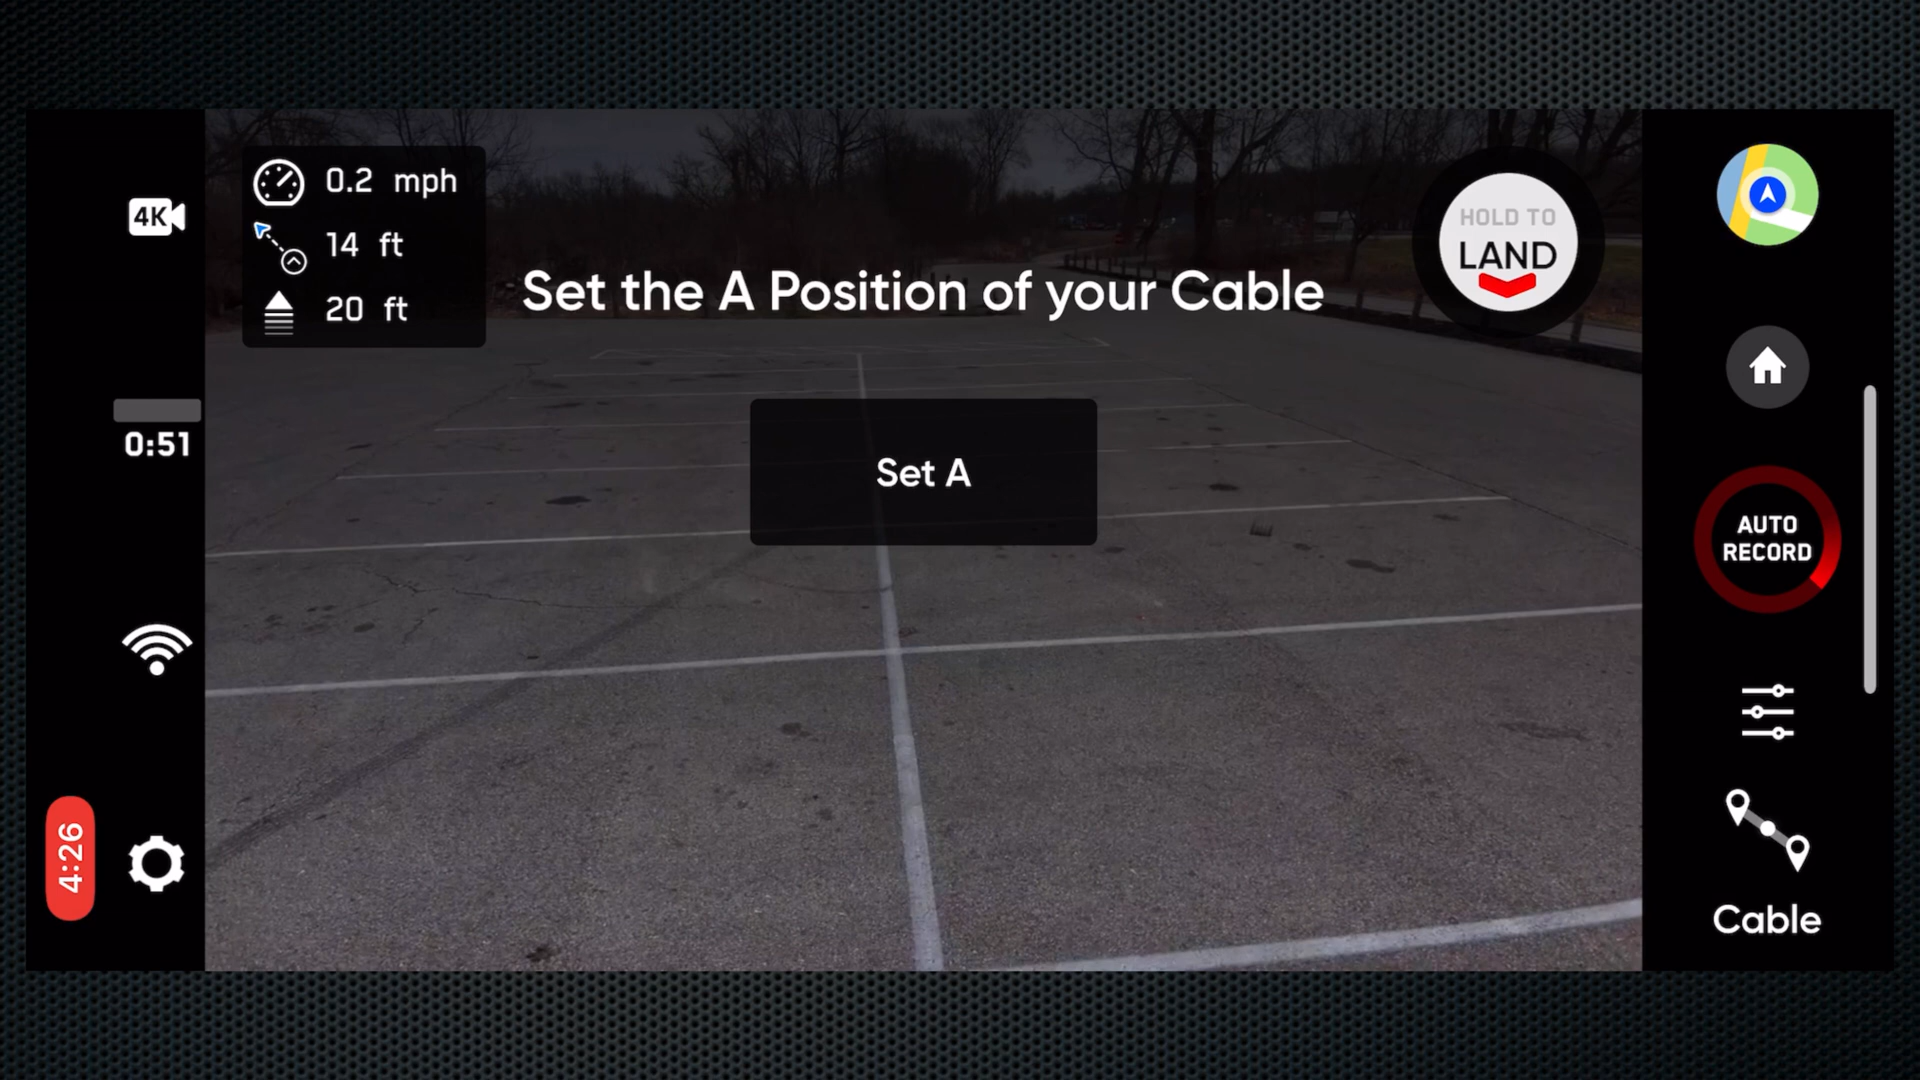 4K
0:51
4:26
0.2 mph
14 ft
20 ft
Set the A Position of your Cable
Set A
HOLD TO
LAND
AUTO
RECORD
Cable